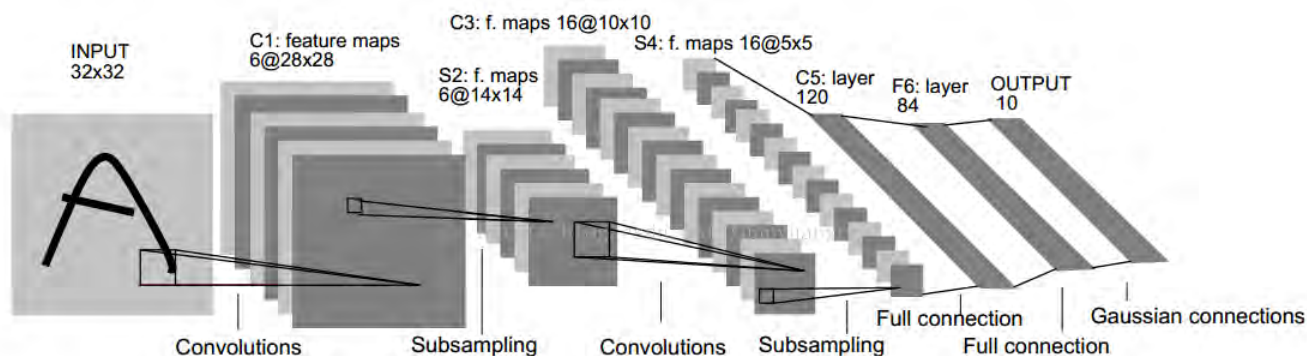 INPUT
32x32
C1: feature maps
6@28x28
S2: f. maps
6@14x14
C3: f. maps 16@10x10
S4: f. maps 16@5x5
C5: layer
120
F6: layer
84
OUTPUT
10
Convolutions
Subsampling
Convolutions
Subsampling
Full connection
Full connection
Gaussian connections